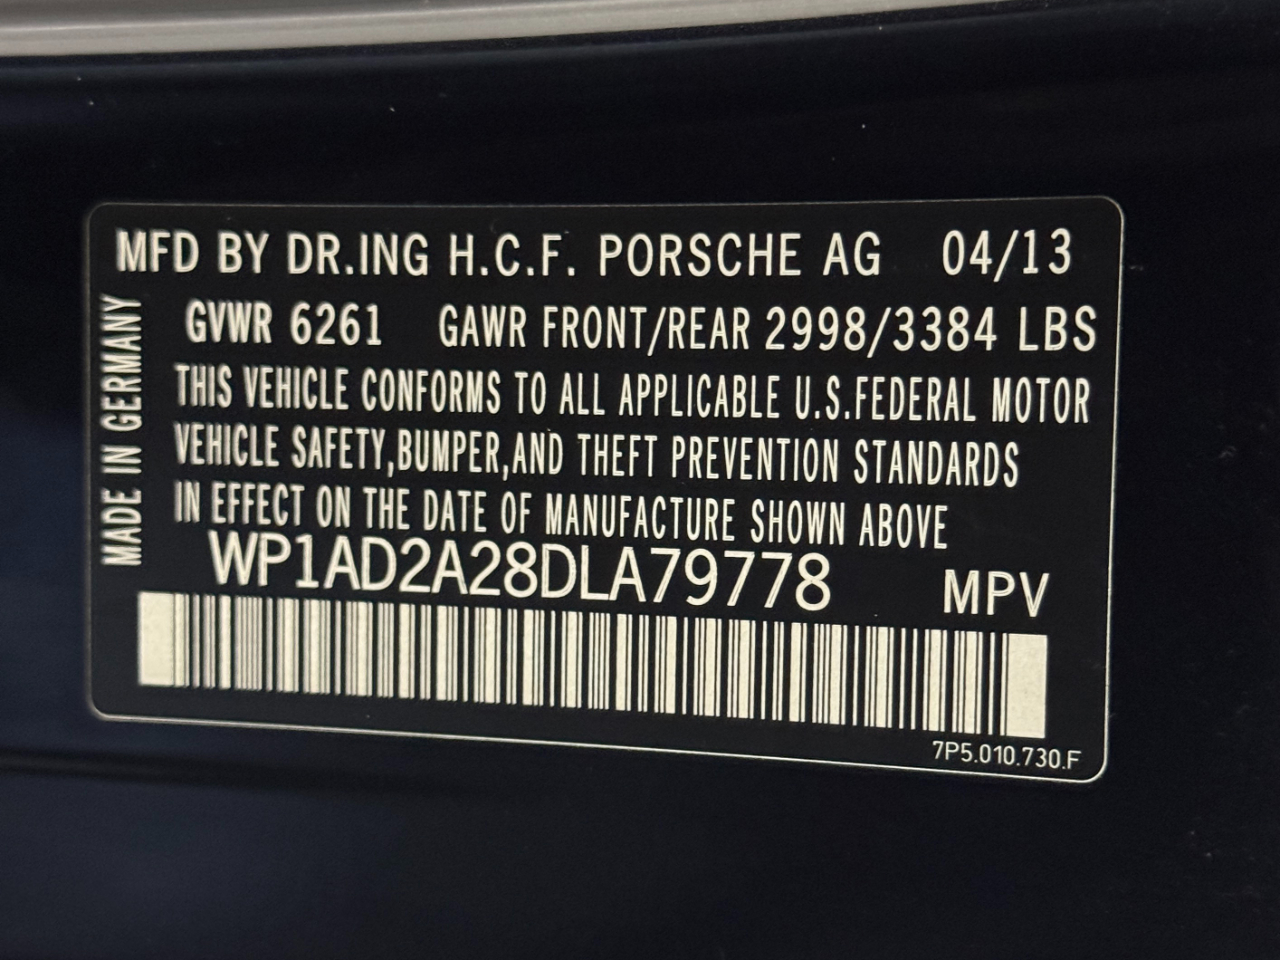 MFD BY DR.ING H.C.F. PORSCHE AG 04/13
GVWR 6261 GAWR FRONT/REAR 2998/3384 LBS
THIS VEHICLE CONFORMS TO ALL APPLICABLE U.S.FEDERAL MOTOR
VEHICLE SAFETY,BUMPER,AND THEFT PREVENTION STANDARDS
IN EFFECT ON THE DATE OF MANUFACTURE SHOWN ABOVE
WP1AD2A28DLA79778 MPV
7P5.010.730.F
MADE IN GERMANY